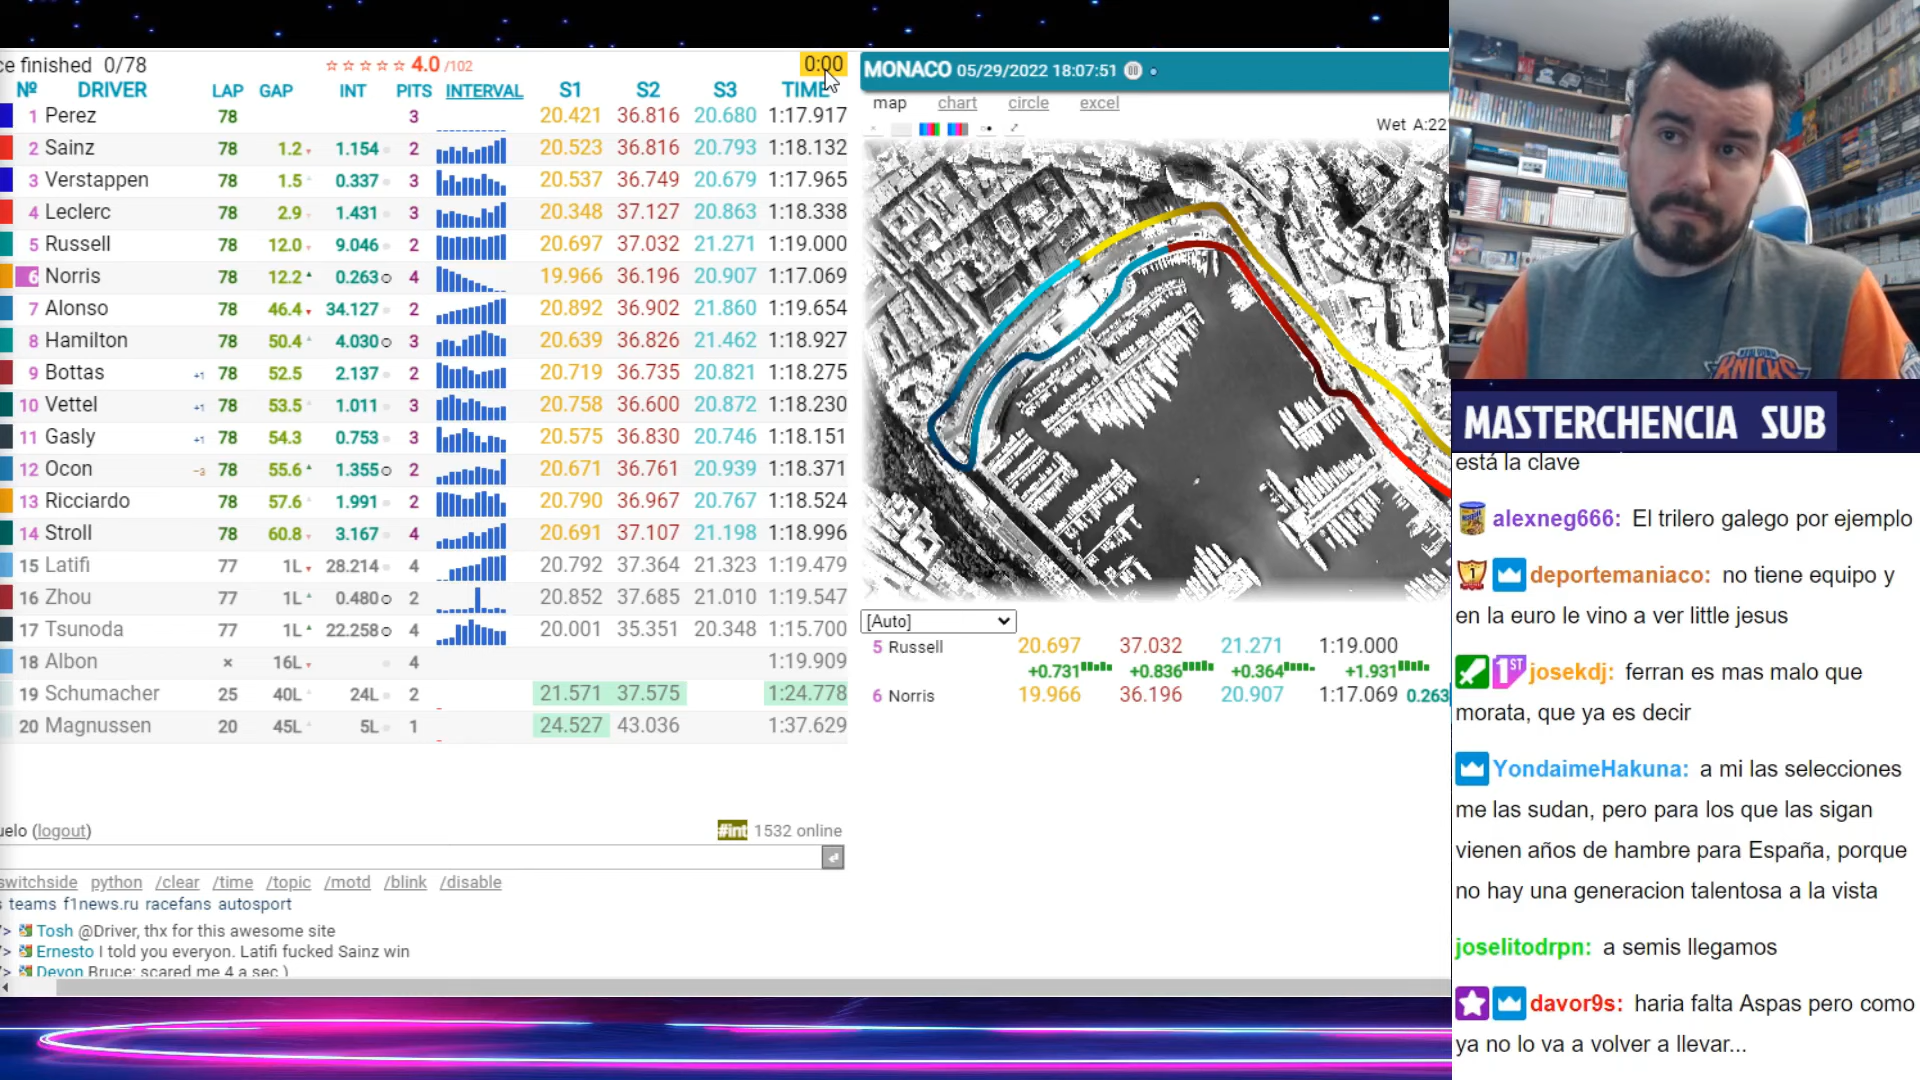 ce finished 0/78 4.0 /102 0:00
Nº DRIVER LAP GAP INT PITS INTERVAL S1 S2 S3 TIME
1 Perez 78 3 20.421 36.816 20.680 1:17.917
2 Sainz 78 1.2 1.154 2 20.523 36.816 20.793 1:18.132
3 Verstappen 78 1.5 0.337 3 20.537 36.749 20.679 1:17.965
4 Leclerc 78 2.9 1.431 3 20.348 37.127 20.863 1:18.338
5 Russell 78 12.0 9.046 2 20.697 37.032 21.271 1:19.000
6 Norris 78 12.2 0.263 4 19.966 36.196 20.907 1:17.069
7 Alonso 78 46.4 34.127 2 20.892 36.902 21.860 1:19.654
8 Hamilton 78 50.4 4.030 3 20.639 36.826 21.462 1:18.927
9 Bottas +1 78 52.5 2.137 2 20.719 36.735 20.821 1:18.275
10 Vettel +1 78 53.5 1.011 3 20.758 36.600 20.872 1:18.230
11 Gasly +1 78 54.3 0.753 3 20.575 36.830 20.746 1:18.151
12 Ocon -3 78 55.6 1.355 2 20.671 36.761 20.939 1:18.371
13 Ricciardo 78 57.6 1.991 2 20.790 36.967 20.767 1:18.524
14 Stroll 78 60.8 3.167 4 20.691 37.107 21.198 1:18.996
15 Latifi 77 1L 28.214 4 20.792 37.364 21.323 1:19.479
16 Zhou 77 1L 0.480 2 20.852 37.685 21.010 1:19.547
17 Tsunoda 77 1L 22.258 4 20.001 35.351 20.348 1:15.700
18 Albon × 16L 4 1:19.909
19 Schumacher 25 40L 24L 2 21.571 37.575 1:24.778
20 Magnussen 20 45L 5L 1 24.527 43.036 1:37.629
uelo (logout) #int 1532 online
switchside python /clear /time /topic /motd /blink /disable
s teams f1news.ru racefans autosport
> Tosh @Driver, thx for this awesome site
> Ernesto I told you everyon. Latifi fucked Sainz win
> Devon Bruce: scared me 4 a sec )
MONACO 05/29/2022 18:07:51
map chart circle excel
Wet A:22
[Auto]
5 Russell 20.697 37.032 21.271 1:19.000
+0.731 +0.836 +0.364 +1.931
6 Norris 19.966 36.196 20.907 1:17.069 0.263
NEW YORK
KNICKS
MASTERCHENCIA SUB
está la clave
alexneg666: El trilero galego por ejemplo
deportemaniaco: no tiene equipo y
en la euro le vino a ver little jesus
1ST josekdj: ferran es mas malo que
morata, que ya es decir
YondaimeHakuna: a mi las selecciones
me las sudan, pero para los que las sigan
vienen años de hambre para España, porque
no hay una generacion talentosa a la vista
joselitodrpn: a semis llegamos
davor9s: haria falta Aspas pero como
ya no lo va a volver a llevar...